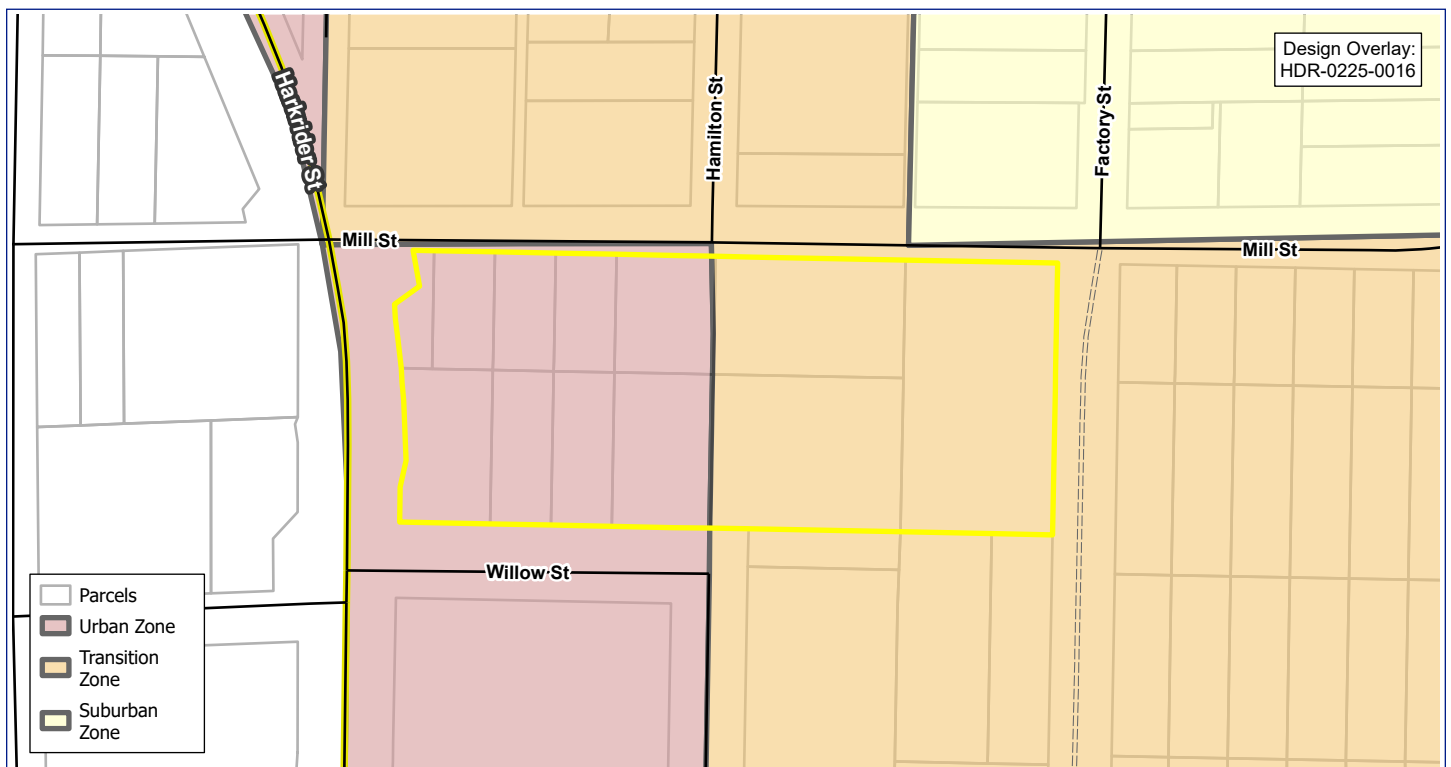 Design Overlay:
HDR-0225-0016
Harkrider St
Hamilton St
Factory St
Mill St
Mill St
Willow St
Parcels
Urban Zone
Transition
Zone
Suburban
Zone